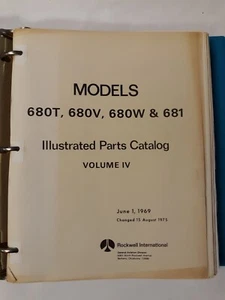 MODELS
680T, 680V, 680W & 681
Illustrated Parts Catalog
VOLUME IV
June 1, 1969
Changed 15 August 1975
Rockwell International